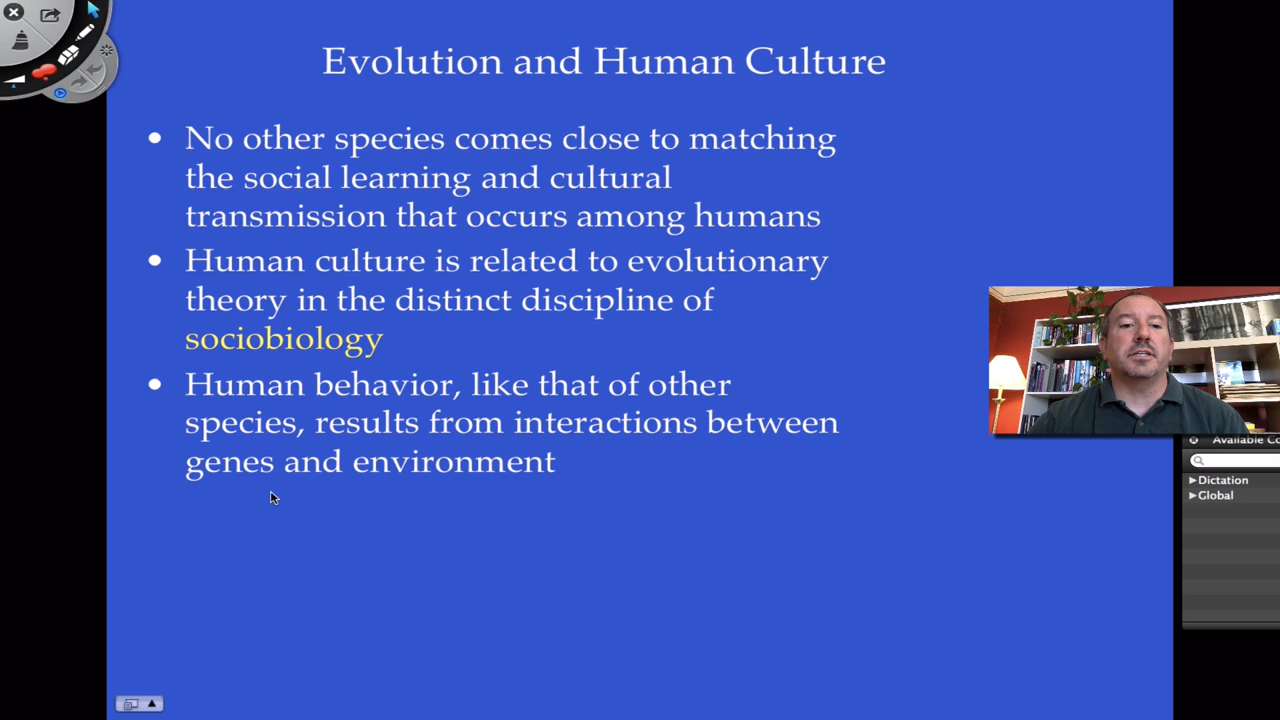 Evolution and Human Culture
• No other species comes close to matching
the social learning and cultural
transmission that occurs among humans
• Human culture is related to evolutionary
theory in the distinct discipline of
sociobiology
• Human behavior, like that of other
species, results from interactions between
genes and environment
Available Co
Dictation
Global